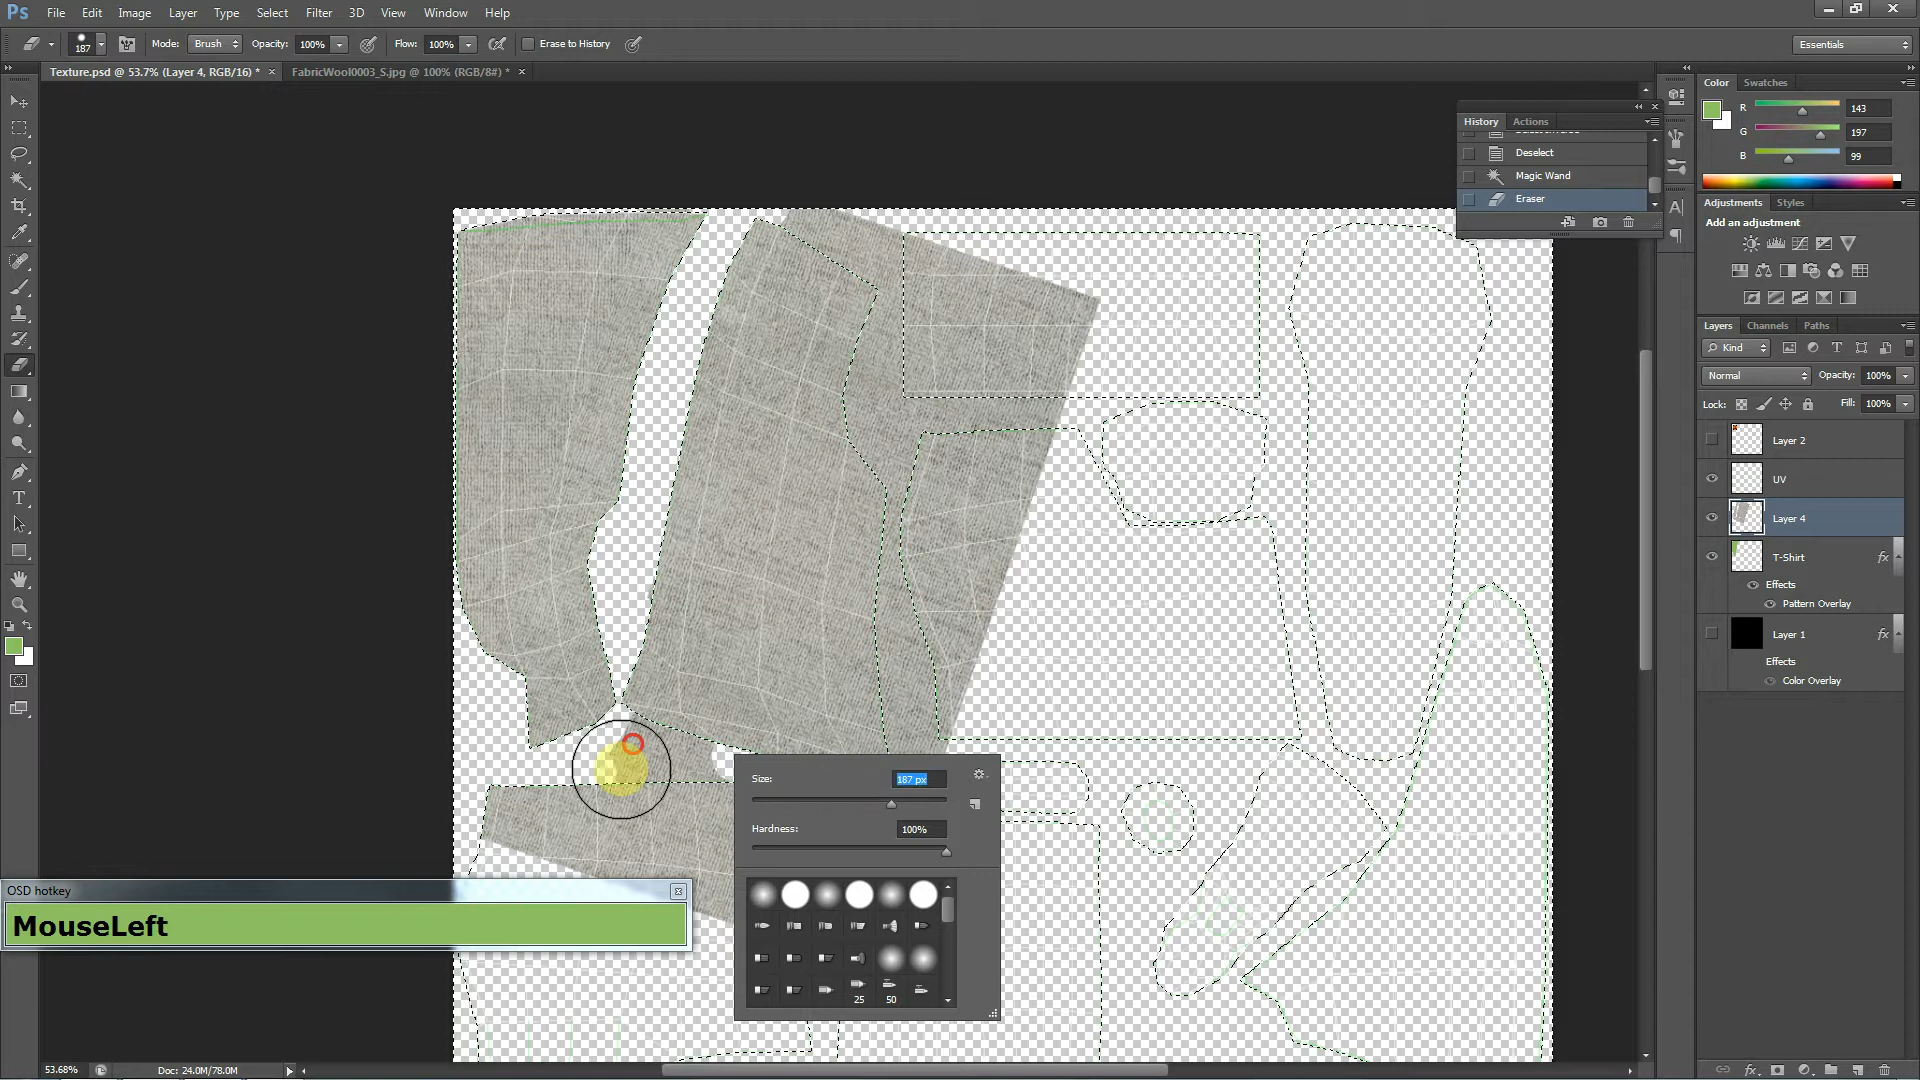 Ps File Edit Image Layer Type Select Filter 3D View Window Help
187 Mode: Brush Opacity: 100% Flow: 100% Erase to History Essentials
Texture.psd @ 53.7% (Layer 4, RGB/16) * × FabricWool0003_S.jpg @ 100% (RGB/8#) * ×
Color Swatches
R 143
G 197
B 99
History Actions
Deselect
Magic Wand
Eraser
Adjustments Styles
Add an adjustment
Layers Channels Paths
Kind
Normal Opacity: 100%
Lock: Fill: 100%
Layer 2
UV
Layer 4
T-Shirt fx
Effects
Pattern Overlay
Layer 1 fx
Effects
Color Overlay
Size: 187 px
Hardness: 100%
25 50
OSD hotkey
MouseLeft
53.68% Doc: 24.0M/78.0M